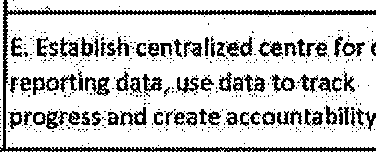 E. Establish centralized centre for
reporting data, use data to track
progress and create accountability